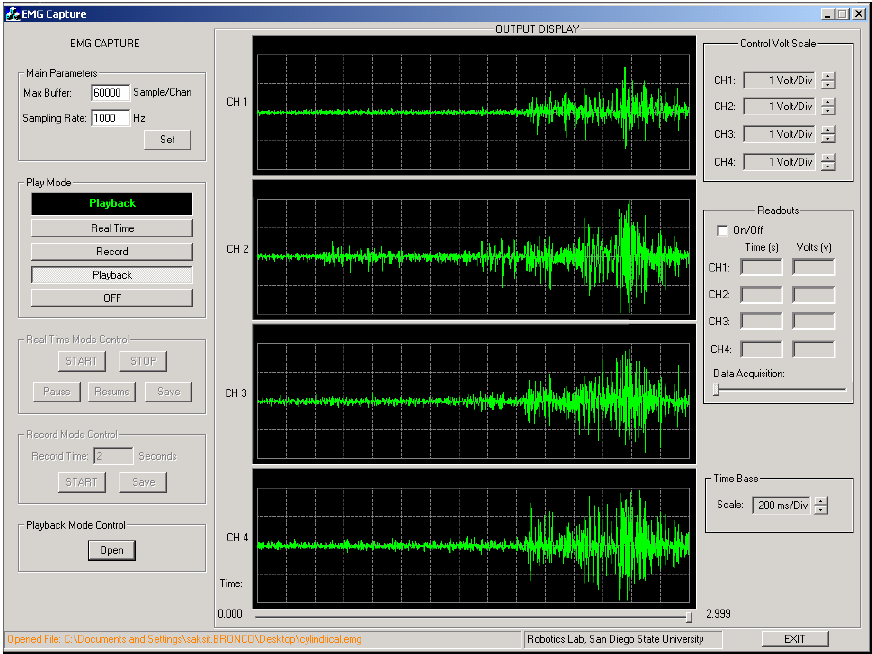 EMG Capture
EMG CAPTURE
Main Parameters
Max Buffer: 60000 Sample/Chan
Sampling Rate: 1000 Hz
Set
Play Mode
Playback
Real Time
Record
Playback
OFF
Real Time Mode Control
START STOP
Pause Resume Save
Record Mode Control
Record Time: 2 Seconds
START Save
Playback Mode Control
Open
OUTPUT DISPLAY
CH 1
CH 2
CH 3
CH 4
Time:
0.000 2.999
Control Volt Scale
CH1: 1 Volt/Div
CH2: 1 Volt/Div
CH3: 1 Volt/Div
CH4: 1 Volt/Div
Readouts
On/Off
Time (s) Volts (v)
CH1:
CH2:
CH3:
CH4:
Data Acquisition:
Time Base
Scale: 200 ms/Div
Opened File: C:\Documents and Settings\saksit.BRONCO\Desktop\cylindrical.emg
Robotics Lab, San Diego State University
EXIT